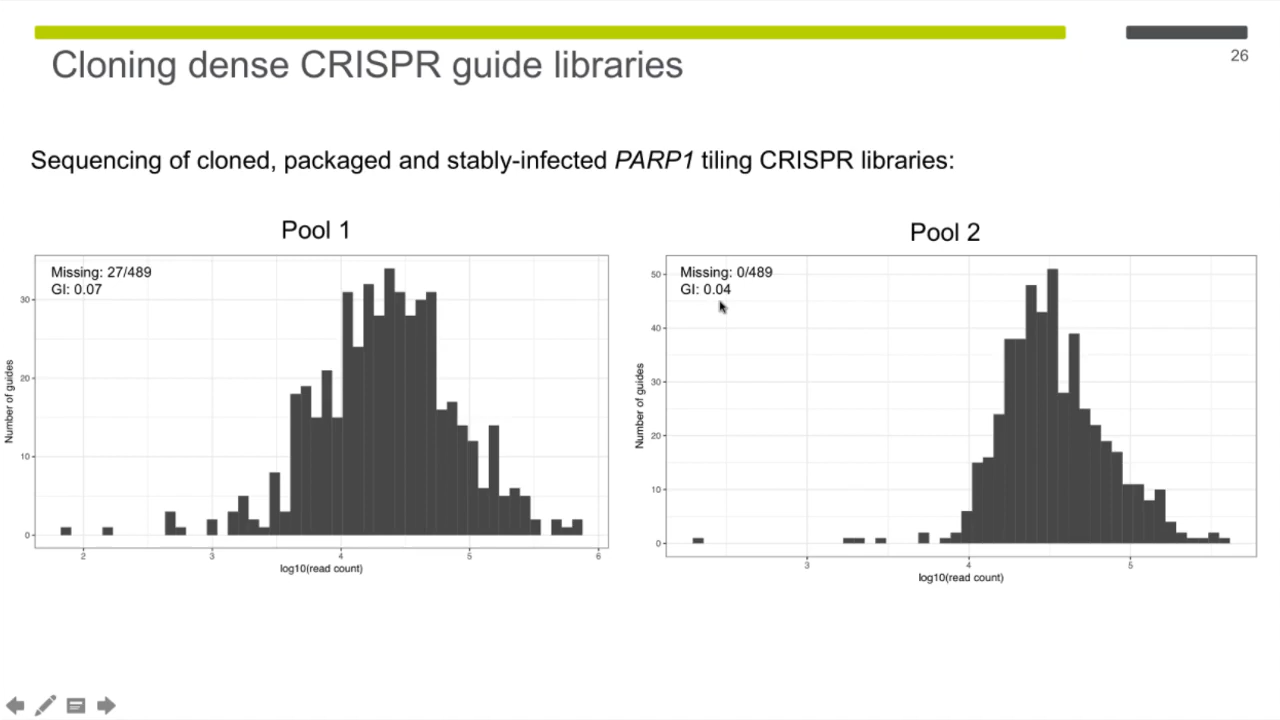 Cloning dense CRISPR guide libraries
26
Sequencing of cloned, packaged and stably-infected PARP1 tiling CRISPR libraries:
Pool 1
Missing: 27/489
GI: 0.07
Number of guides
30
20
10
0
2 3 4 5 6
log10(read count)
Pool 2
Missing: 0/489
GI: 0.04
Number of guides
50
40
30
20
10
0
3 4 5
log10(read count)